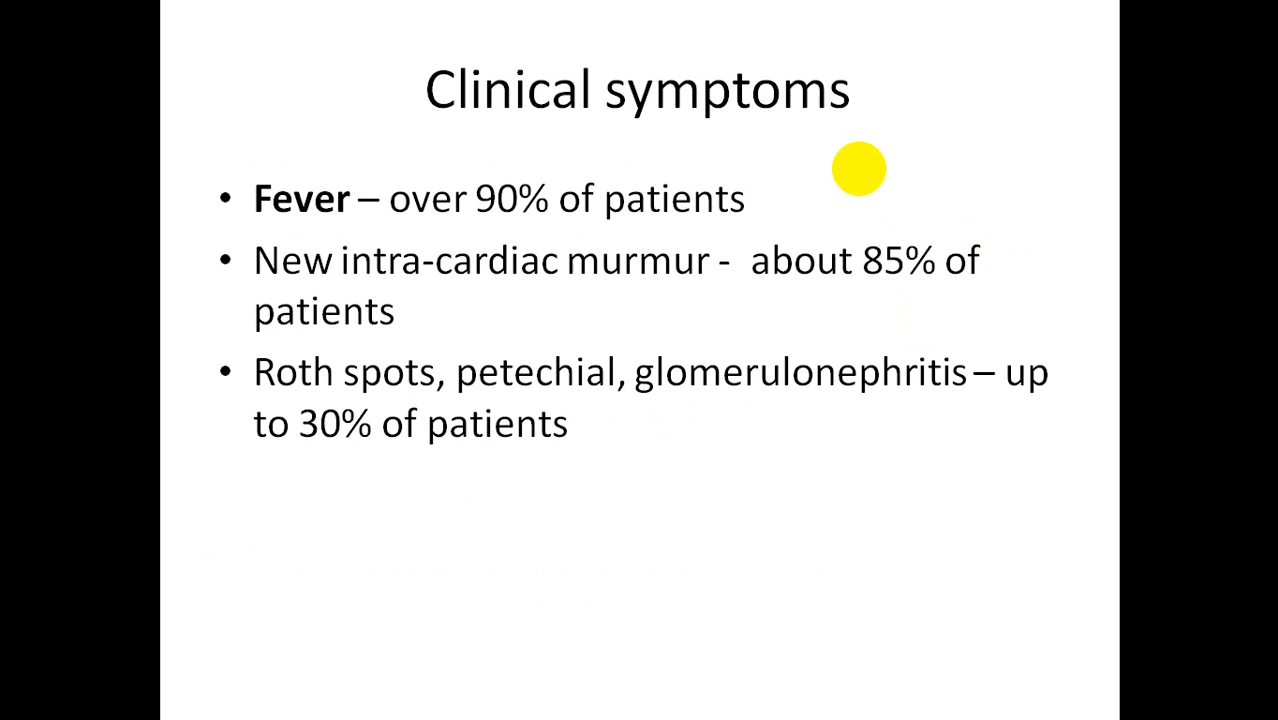 Clinical symptoms
• Fever – over 90% of patients
• New intra-cardiac murmur -  about 85% of
patients
• Roth spots, petechial, glomerulonephritis – up
to 30% of patients